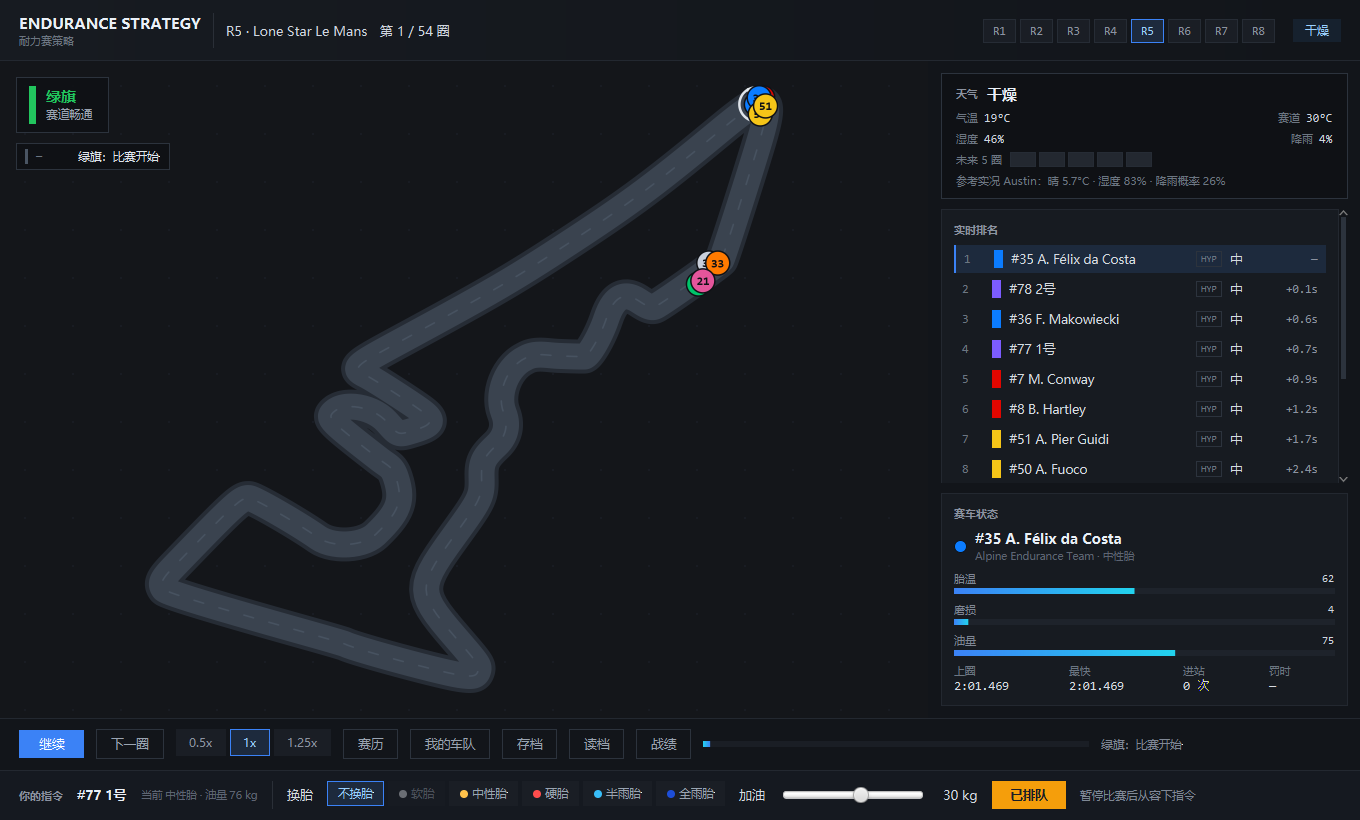 ENDURANCE STRATEGY
耐力赛策略
R5 · Lone Star Le Mans 第 1 / 54 圈
R1 R2 R3 R4 R5 R6 R7 R8 干燥
绿旗
赛道畅通
– 绿旗：比赛开始
51
33
21
天气 干燥
气温 19°C 赛道 30°C
湿度 46% 降雨 4%
未来 5 圈
参考实况 Austin：晴 5.7°C · 湿度 83% · 降雨概率 26%
实时排名
1 #35 A. Félix da Costa HYP 中 –
2 #78 2号 HYP 中 +0.1s
3 #36 F. Makowiecki HYP 中 +0.6s
4 #77 1号 HYP 中 +0.7s
5 #7 M. Conway HYP 中 +0.9s
6 #8 B. Hartley HYP 中 +1.2s
7 #51 A. Pier Guidi HYP 中 +1.7s
8 #50 A. Fuoco HYP 中 +2.4s
赛车状态
#35 A. Félix da Costa
Alpine Endurance Team · 中性胎
胎温 62
磨损 4
油量 75
上圈 最快 进站 罚时
2:01.469 2:01.469 0 次 –
继续 下一圈 0.5x 1x 1.25x 赛历 我的车队 存档 读档 战绩 绿旗：比赛开始
你的指令 #77 1号 当前 中性胎 · 油量 76 kg 换胎 不换胎 软胎 中性胎 硬胎 半雨胎 全雨胎 加油 30 kg 已排队 暂停比赛后从容下指令